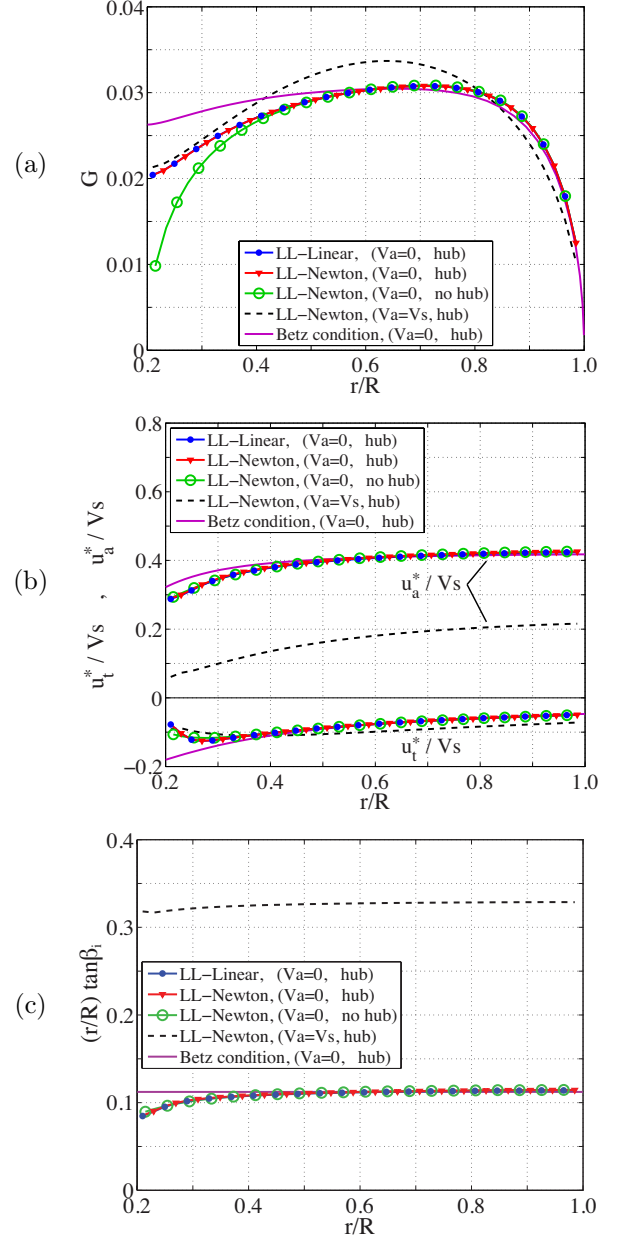 (a)
G
0.04
0.03
0.02
0.01
0
LL−Linear, (Va=0, hub)
LL−Newton, (Va=0, hub)
LL−Newton, (Va=0, no hub)
LL−Newton, (Va=Vs, hub)
Betz condition, (Va=0, hub)
0.2 0.4 0.6 0.8 1.0
r/R
(b)
u_t^* / Vs , u_a^* / Vs
0.8
0.6
0.4
0.2
0
−0.2
LL−Linear, (Va=0, hub)
LL−Newton, (Va=0, hub)
LL−Newton, (Va=0, no hub)
LL−Newton, (Va=Vs, hub)
Betz condition, (Va=0, hub)
u_a^* / Vs
u_t^* / Vs
0.2 0.4 0.6 0.8 1.0
r/R
(c)
(r/R) tanβ_i
0.4
0.3
0.2
0.1
0
LL−Linear, (Va=0, hub)
LL−Newton, (Va=0, hub)
LL−Newton, (Va=0, no hub)
LL−Newton, (Va=Vs, hub)
Betz condition, (Va=0, hub)
0.2 0.4 0.6 0.8 1.0
r/R